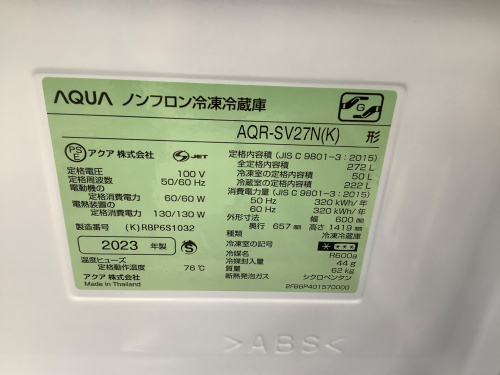 AQUA ノンフロン冷凍冷蔵庫
G
AQR-SV27N(K) 形
PS E アクア 株式会社 S JET
定格電圧 100 V
定格周波数 50/60 Hz
電動機の
定格消費電力 60/60 W
電熱装置の
定格消費電力 130/130 W
製造番号 (K)RBP6S1032
2023 年製 S
温度ヒューズ
定格動作温度 76℃
アクア 株式会社
Made in Thailand
定格内容積 (JIS C 9801-3：2015)
全定格内容積 272 L
冷凍室の定格内容積 50 L
冷蔵室の定格内容積 222 L
消費電力量 (JIS C 9801-3：2015)
50 Hz 320 kWh/年
60 Hz 320 kWh/年
外形寸法 幅 600 mm
奥行 657 mm 高さ 1419 mm
種類 冷凍冷蔵庫
冷凍室の記号 * ***
冷媒名 R600a
冷媒封入量 44 g
質量 62 kg
断熱発泡ガス シクロペンタン
2FB6P401570000
>ABS<